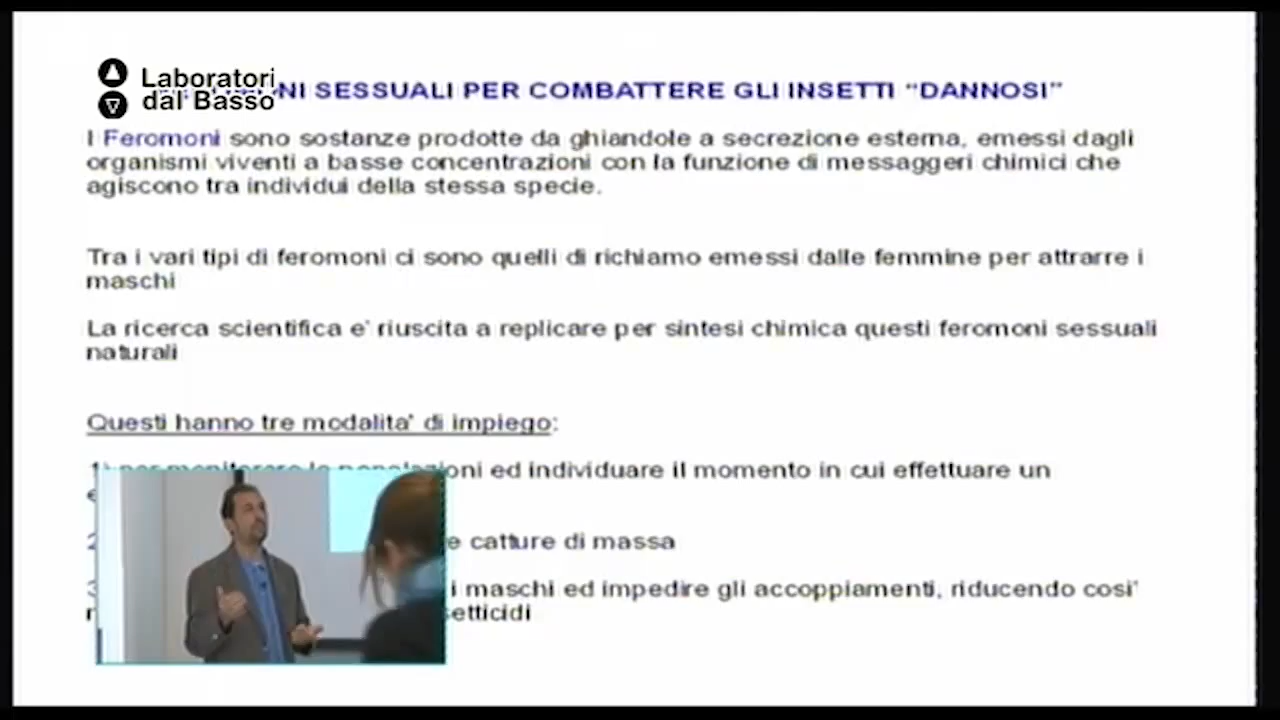 Laboratori
dal Basso
SESSUALI PER COMBATTERE GLI INSETTI “DANNOSI”
I Feromoni sono sostanze prodotte da ghiandole a secrezione esterna, emessi dagli
organismi viventi a basse concentrazioni con la funzione di messaggeri chimici che
agiscono tra individui della stessa specie.
Tra i vari tipi di feromoni ci sono quelli di richiamo emessi dalle femmine per attrarre i
maschi
La ricerca scientifica e' riuscita a replicare per sintesi chimica questi feromoni sessuali
naturali
Questi hanno tre modalita' di impiego:
ed individuare il momento in cui effettuare un
e catture di massa
i maschi ed impedire gli accoppiamenti, riducendo cosi'